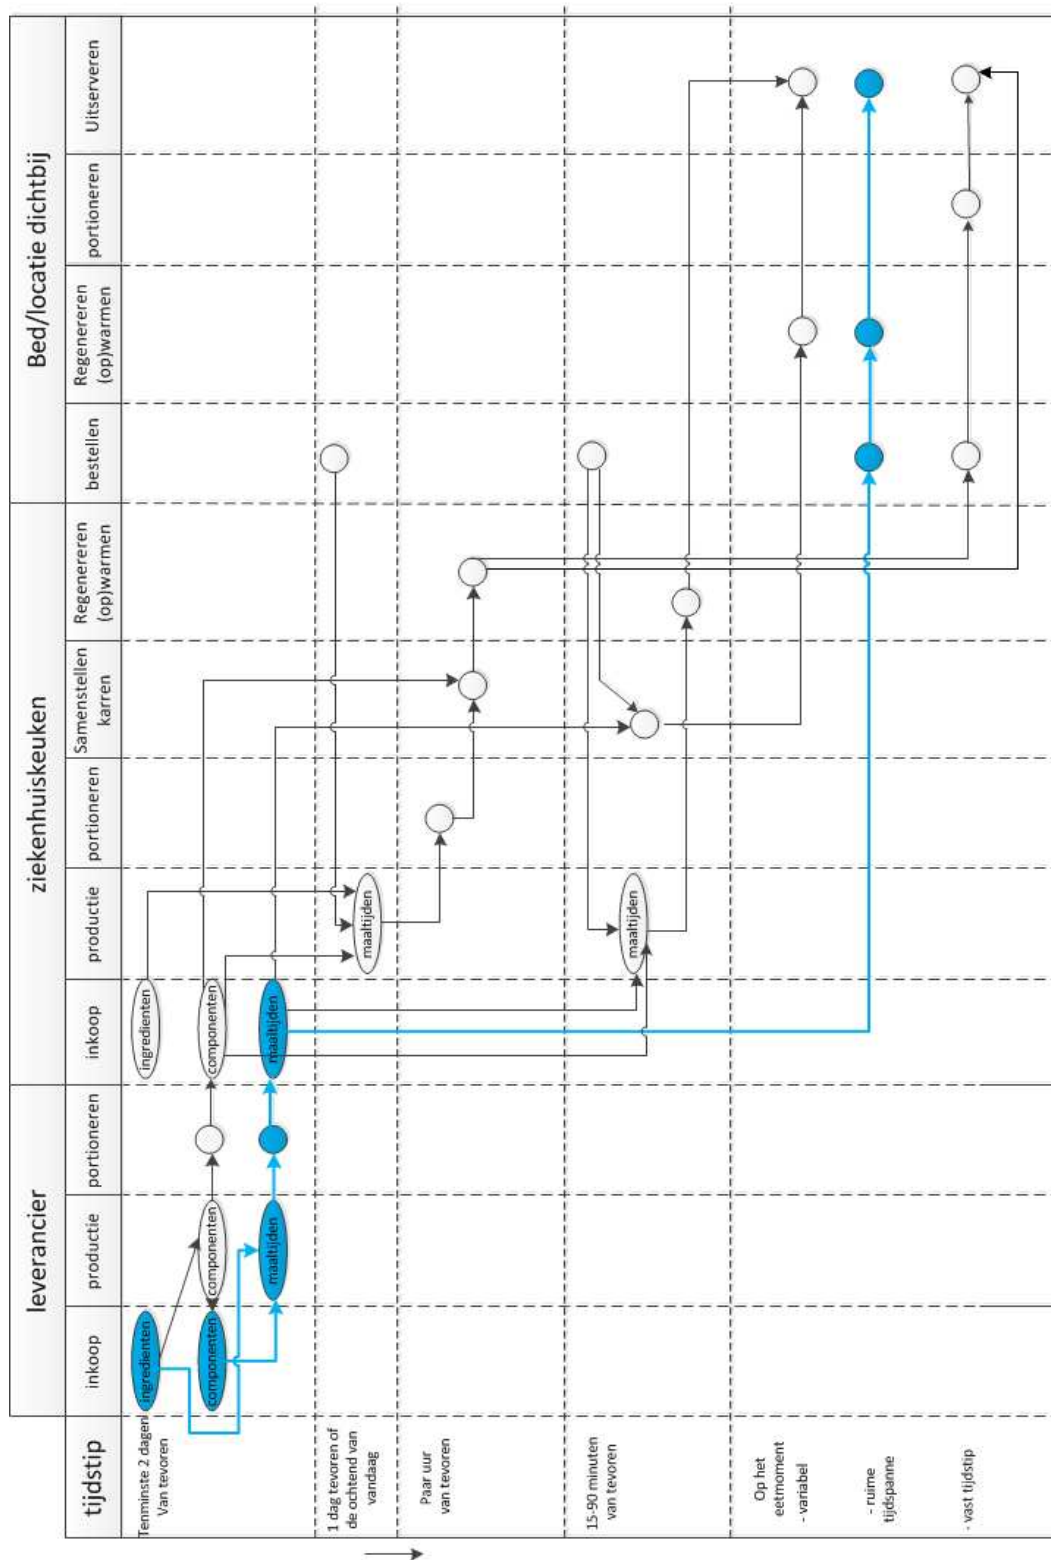 tijdstip
leverancier
ziekenhuiskeuken
Bed/locatie dichtbij
inkoop
productie
portioneren
inkoop
productie
portioneren
Samenstellen
karren
Regenereren
(op)warmen
bestellen
Regenereren
(op)warmen
portioneren
Uitserveren
Tenminste 2 dagen
Van tevoren
ingredienten
ingredienten
componenten
componenten
componenten
maaltijden
maaltijden
1 dag tevoren of
de ochtend van
vandaag
maaltijden
Paar uur
van tevoren
15-90 minuten
van tevoren
maaltijden
Op het
eetmoment
- variabel
- ruime
tijdspanne
- vast tijdstip